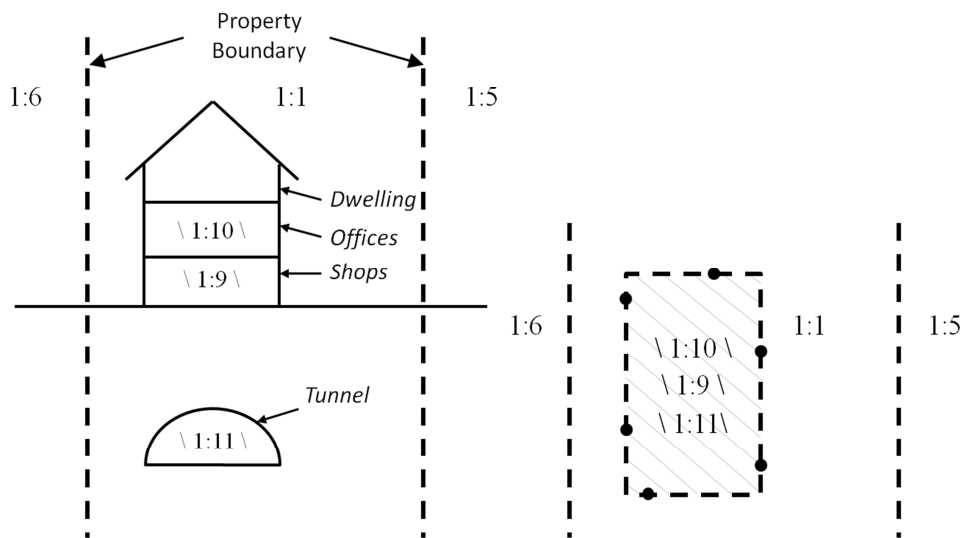 Property
Boundary
1:6
1:1
1:5
Dwelling
\ 1:10 \
Offices
\ 1:9 \
Shops
Tunnel
\ 1:11 \
1:6
\ 1:10 \
\ 1:9 \
\ 1:11\
1:1
1:5